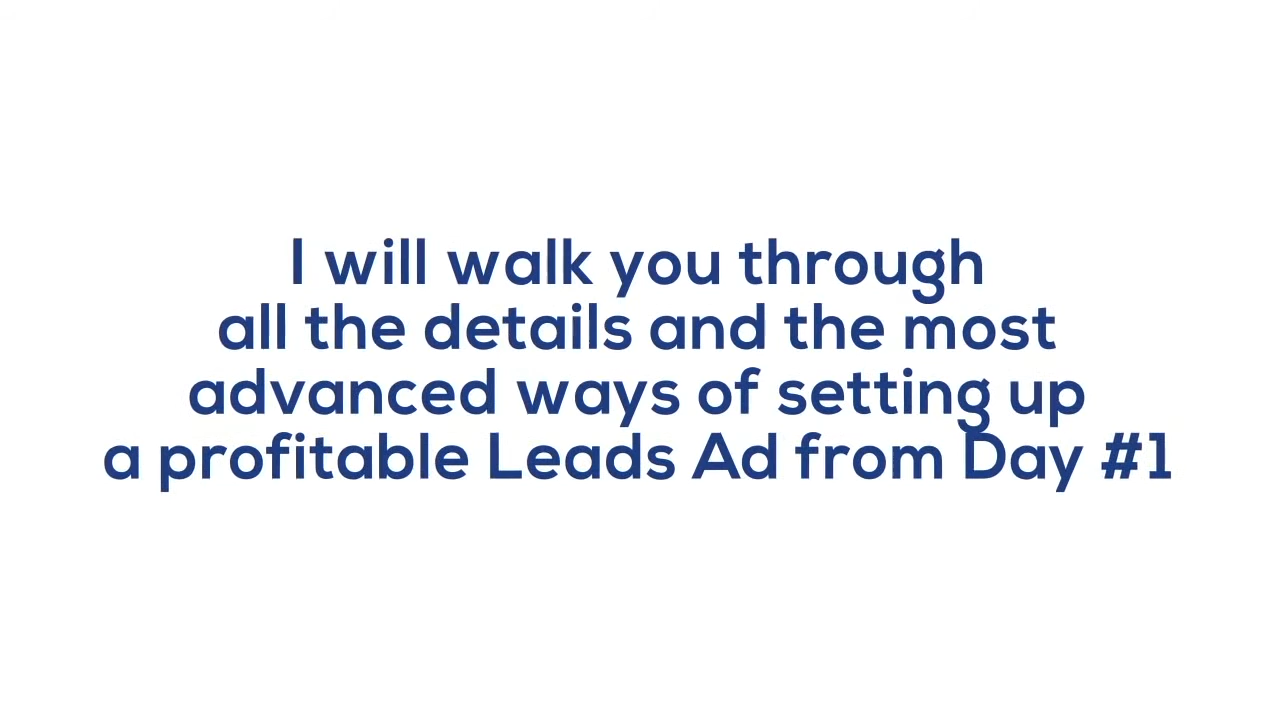 I will walk you through
all the details and the most
advanced ways of setting up
a profitable Leads Ad from Day #1